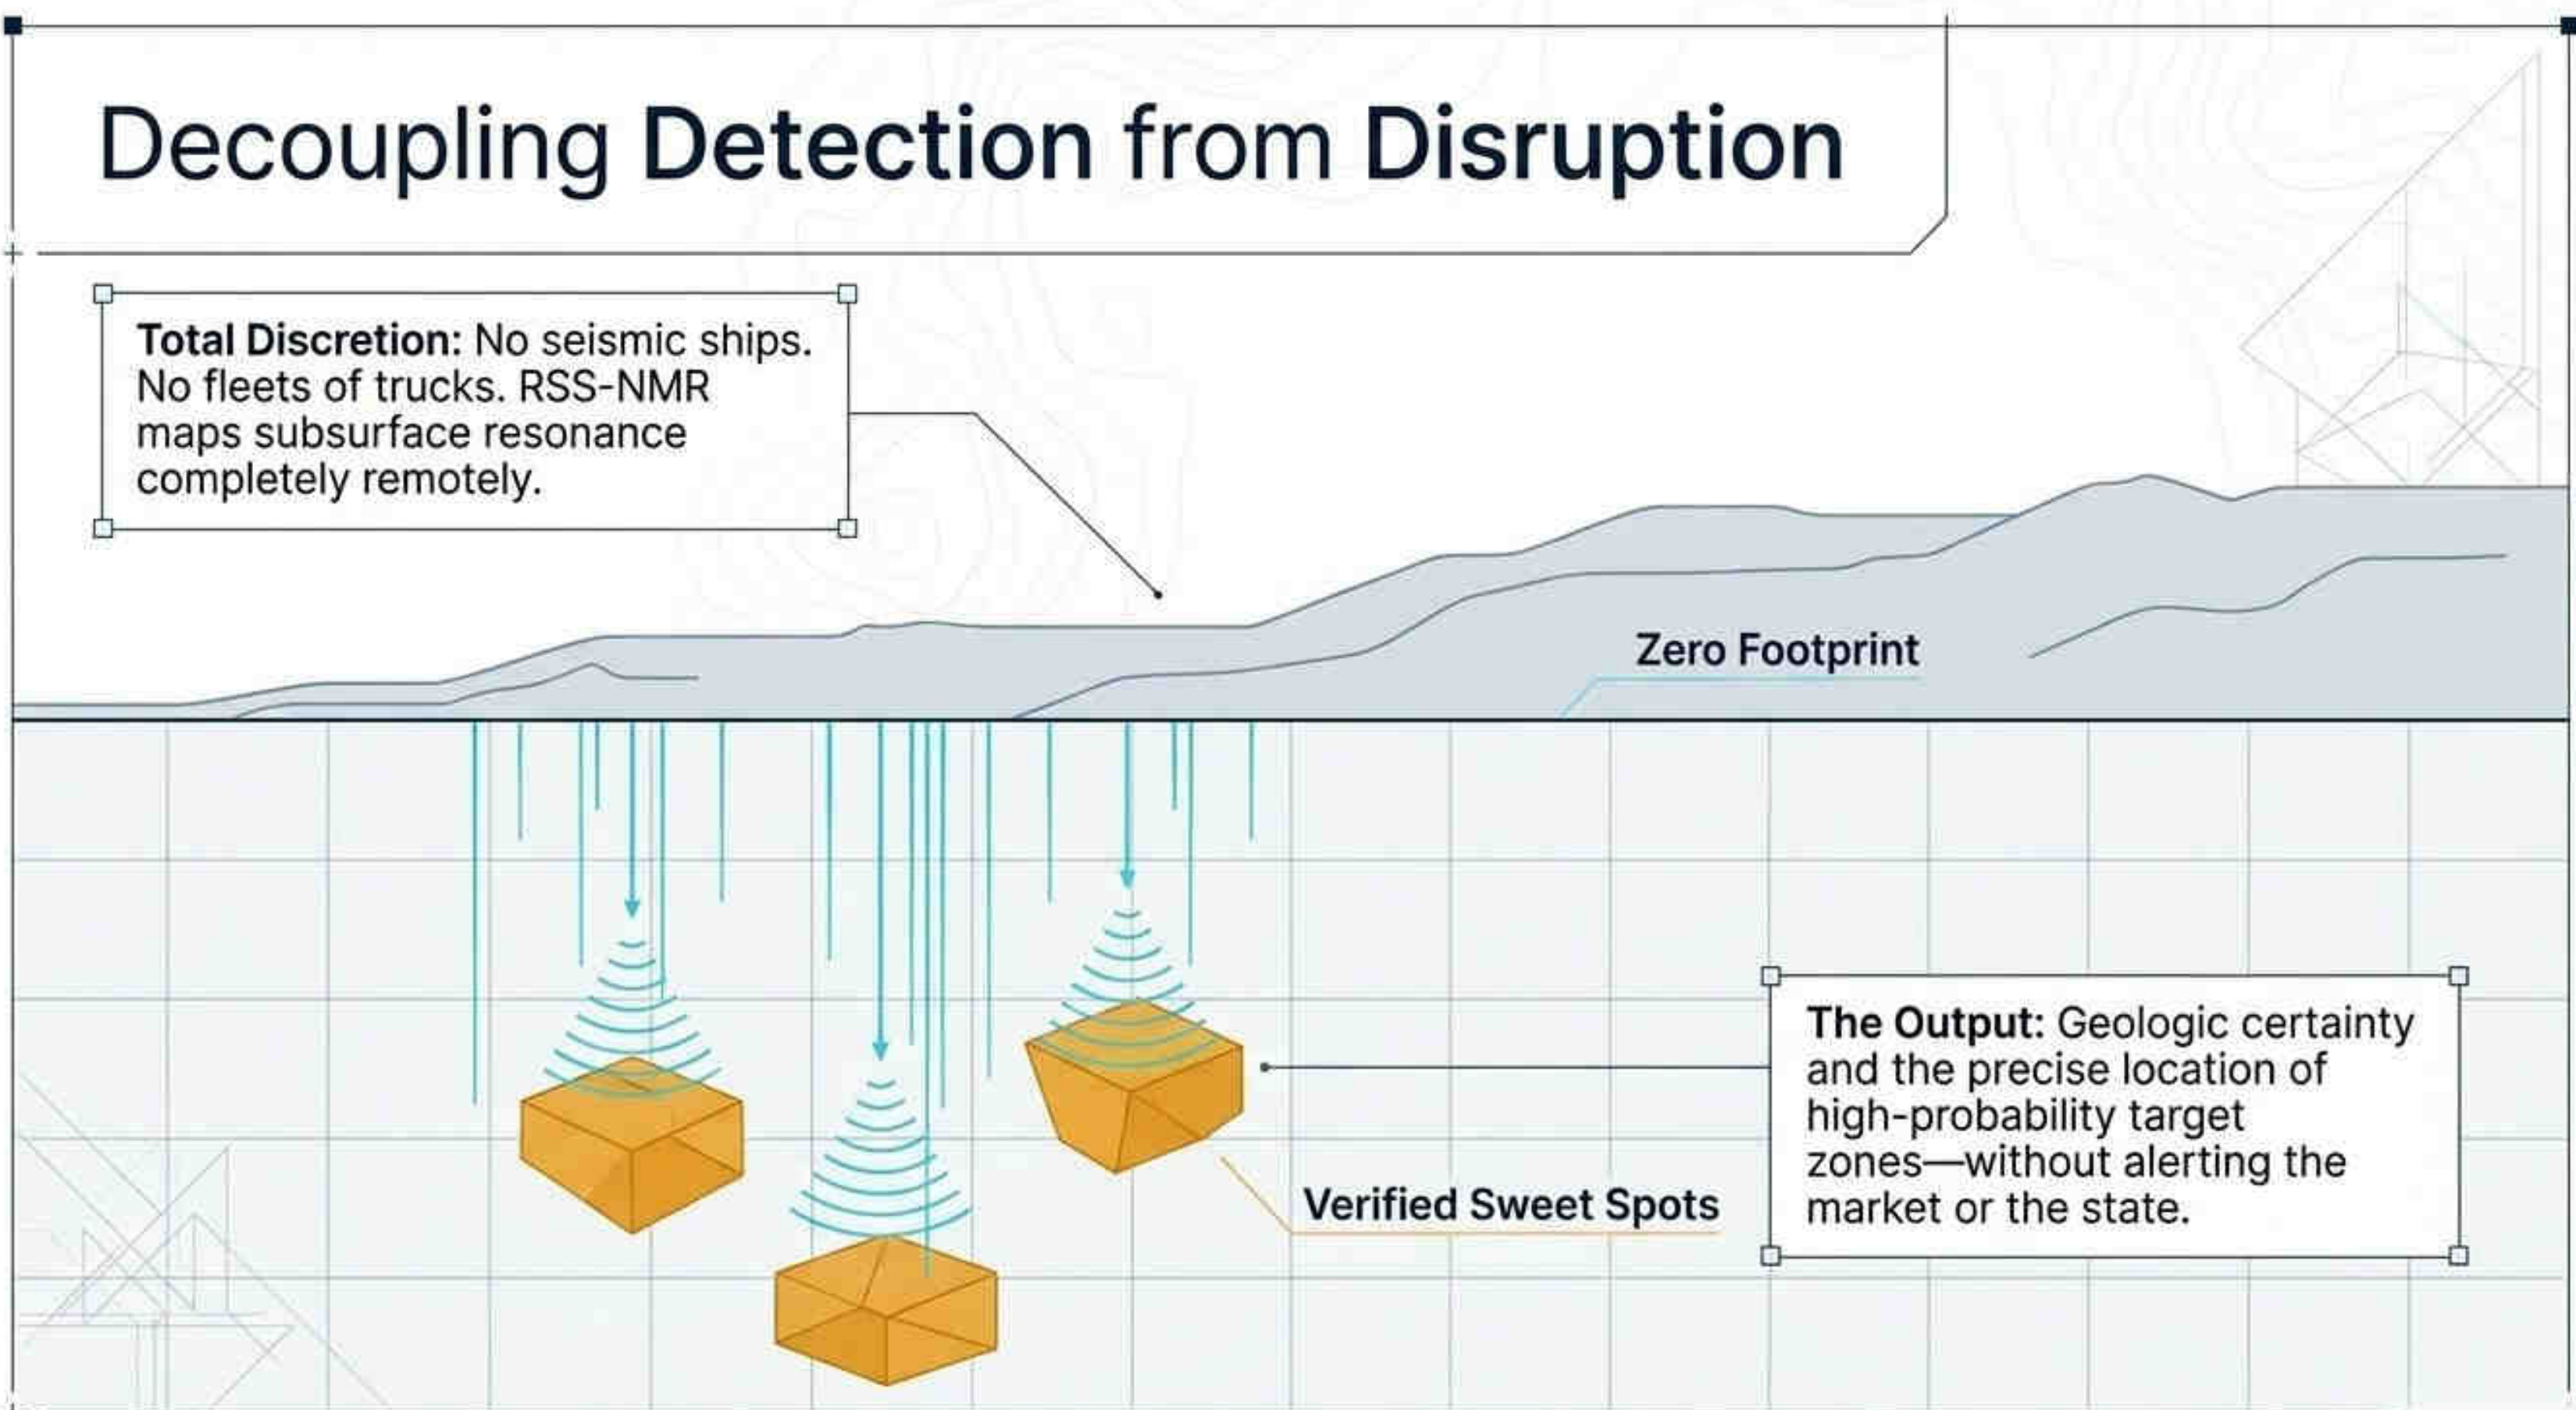 Decoupling Detection from Disruption
Total Discretion: No seismic ships.
No fleets of trucks. RSS-NMR
maps subsurface resonance
completely remotely.
Zero Footprint
The Output: Geologic certainty
and the precise location of
high-probability target
zones—without alerting the
market or the state.
Verified Sweet Spots